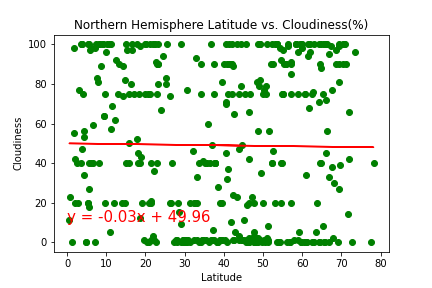 Northern Hemisphere Latitude vs. Cloudiness(%)
100
80
60
40
20
0
Cloudiness
y = -0.03x + 49.96
0 10 20 30 40 50 60 70 80
Latitude